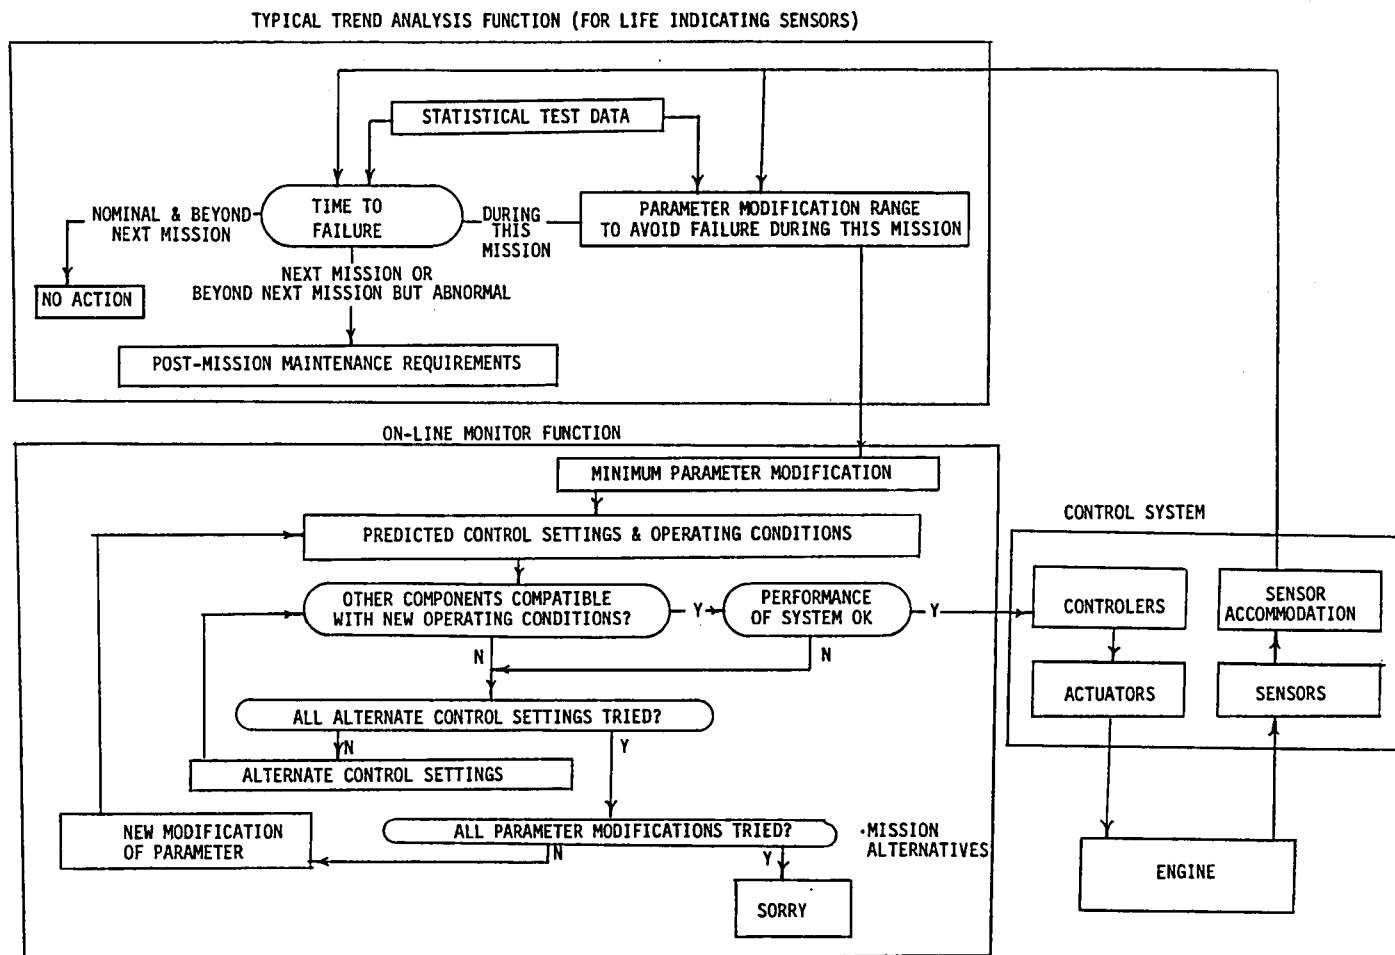 TYPICAL TREND ANALYSIS FUNCTION (FOR LIFE INDICATING SENSORS)
STATISTICAL TEST DATA
NOMINAL & BEYOND
NEXT MISSION
TIME TO
FAILURE
DURING
THIS
MISSION
PARAMETER MODIFICATION RANGE
TO AVOID FAILURE DURING THIS MISSION
NEXT MISSION OR
BEYOND NEXT MISSION BUT ABNORMAL
NO ACTION
POST-MISSION MAINTENANCE REQUIREMENTS
ON-LINE MONITOR FUNCTION
MINIMUM PARAMETER MODIFICATION
PREDICTED CONTROL SETTINGS & OPERATING CONDITIONS
OTHER COMPONENTS COMPATIBLE
WITH NEW OPERATING CONDITIONS?
Y
PERFORMANCE
OF SYSTEM OK
Y
N
N
ALL ALTERNATE CONTROL SETTINGS TRIED?
N
Y
ALTERNATE CONTROL SETTINGS
NEW MODIFICATION
OF PARAMETER
ALL PARAMETER MODIFICATIONS TRIED?
N
Y
·MISSION
ALTERNATIVES
SORRY
CONTROL SYSTEM
CONTROLERS
SENSOR
ACCOMMODATION
ACTUATORS
SENSORS
ENGINE